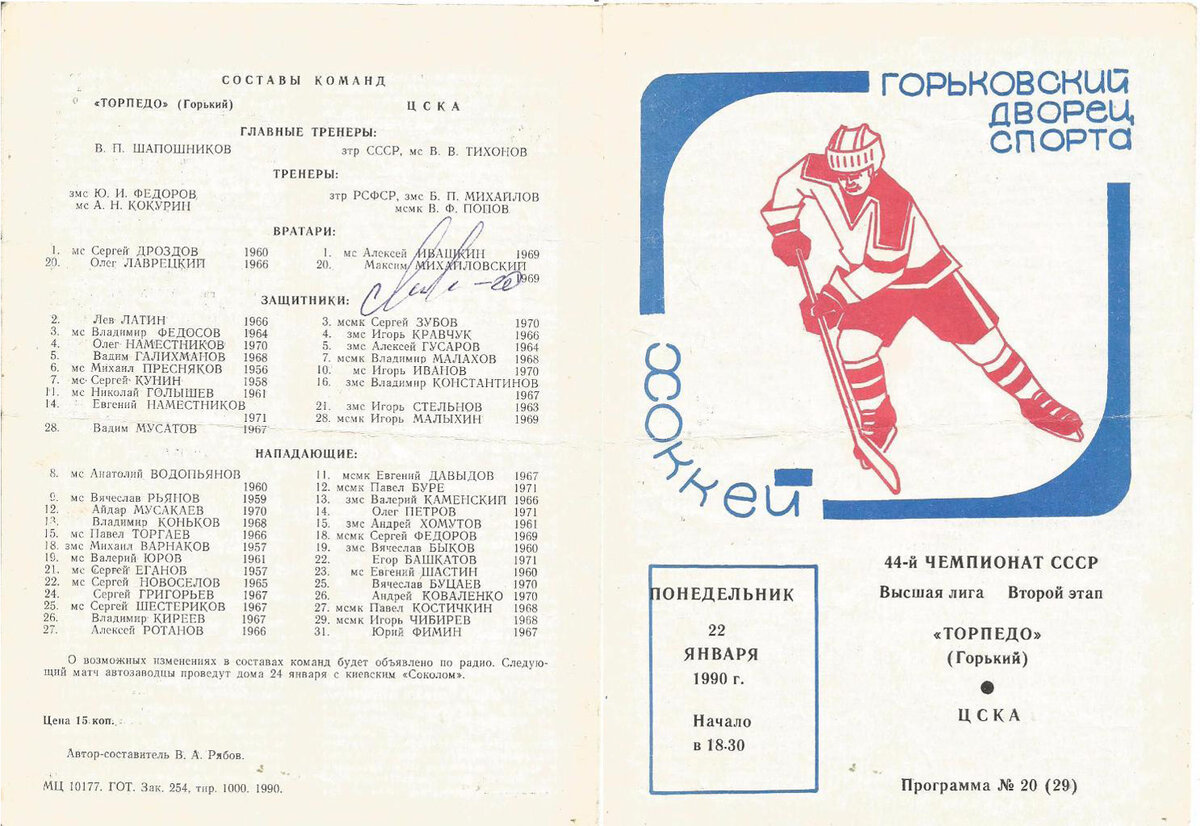 СОСТАВЫ КОМАНД
«ТОРПЕДО» (Горький) ЦСКА
ГЛАВНЫЕ ТРЕНЕРЫ:
В. П. ШАПОШНИКОВ зтр СССР, мс В. В. ТИХОНОВ
ТРЕНЕРЫ:
змс Ю. И. ФЕДОРОВ зтр РСФСР, змс Б. П. МИХАЙЛОВ
мс А. Н. КОКУРИН мсмк В. Ф. ПОПОВ
ВРАТАРИ:
1. мс Сергей ДРОЗДОВ 1960 1. мс Алексей ИВАШКИН 1969
20. Олег ЛАВРЕЦКИЙ 1966 20. Максим МИХАЙЛОВСКИЙ
1969
ЗАЩИТНИКИ:
2. Лев ЛАТИН 1966 3. мсмк Сергей ЗУБОВ 1970
3. мс Владимир ФЕДОСОВ 1964 4. змс Игорь КРАВЧУК 1966
4. Олег НАМЕСТНИКОВ 1970 5. змс Алексей ГУСАРОВ 1964
5. Вадим ГАЛИХМАНОВ 1968 7. мсмк Владимир МАЛАХОВ 1968
6. мс Михаил ПРЕСНЯКОВ 1956 10. мс Игорь ИВАНОВ 1970
7. мс Сергей КУНИН 1958 16. змс Владимир КОНСТАНТИНОВ
11. мс Николай ГОЛЫШЕВ 1961 1967
14. Евгений НАМЕСТНИКОВ 21. змс Игорь СТЕЛЬНОВ 1963
1971 28. мсмк Игорь МАЛЫХИН 1969
28. Вадим МУСАТОВ 1967
НАПАДАЮЩИЕ:
8. мс Анатолий ВОДОПЬЯНОВ 11. мсмк Евгений ДАВЫДОВ 1967
1960 12. мсмк Павел БУРЕ 1971
9. мс Вячеслав РЬЯНОВ 1959 13. змс Валерий КАМЕНСКИЙ 1966
12. Айдар МУСАКАЕВ 1970 14. Олег ПЕТРОВ 1971
13. Владимир КОНЬКОВ 1968 15. змс Андрей ХОМУТОВ 1961
15. мс Павел ТОРГАЕВ 1966 18. мсмк Сергей ФЕДОРОВ 1969
18. змс Михаил ВАРНАКОВ 1957 19. змс Вячеслав БЫКОВ 1960
19. мс Валерий ЮРОВ 1961 22. Егор БАШКАТОВ 1971
21. мс Сергей ЕГАНОВ 1957 23. мс Евгений ШАСТИН 1960
22. мс Сергей НОВОСЕЛОВ 1965 25. Вячеслав БУЦАЕВ 1970
24. Сергей ГРИГОРЬЕВ 1967 26. Андрей КОВАЛЕНКО 1970
25. мс Сергей ШЕСТЕРИКОВ 1967 27. мсмк Павел КОСТИЧКИН 1968
26. Владимир КИРЕЕВ 1967 29. мсмк Игорь ЧИБИРЕВ 1968
27. Алексей РОТАНОВ 1966 31. Юрий ФИМИН 1967
О возможных изменениях в составах команд будет объявлено по радио. Следую-
щий матч автозаводцы проведут дома 24 января с киевским «Соколом».
Цена 15 коп.
Автор-составитель В. А. Рябов.
МЦ 10177. ГОТ. Зак. 254, тир. 1000. 1990.
ГОРЬКОВСКИЙ
ДВОРЕЦ
СПОРТА
ХОККЕЙ
44-й ЧЕМПИОНАТ СССР
Высшая лига Второй этап
«ТОРПЕДО»
(Горький)
ЦСКА
Программа № 20 (29)
ПОНЕДЕЛЬНИК
22
ЯНВАРЯ
1990 г.
Начало
в 18-30